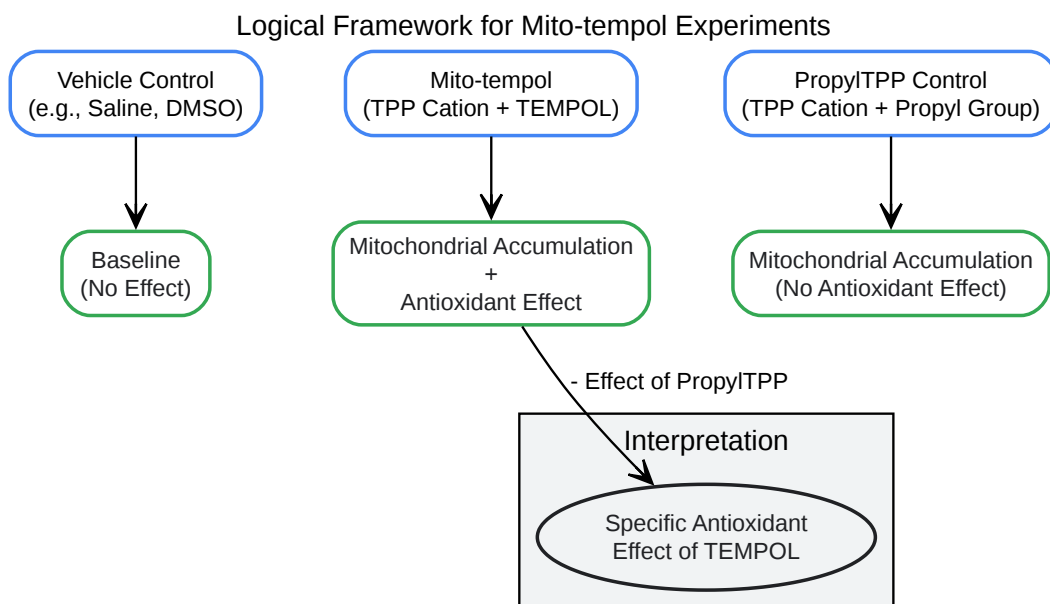 Logical Framework for Mito-tempol Experiments
Vehicle Control
(e.g., Saline, DMSO)
Mito-tempol
(TPP Cation + TEMPOL)
PropylTPP Control
(TPP Cation + Propyl Group)
Baseline
(No Effect)
Mitochondrial Accumulation
+
Antioxidant Effect
Mitochondrial Accumulation
(No Antioxidant Effect)
- Effect of PropylTPP
Interpretation
Specific Antioxidant
Effect of TEMPOL